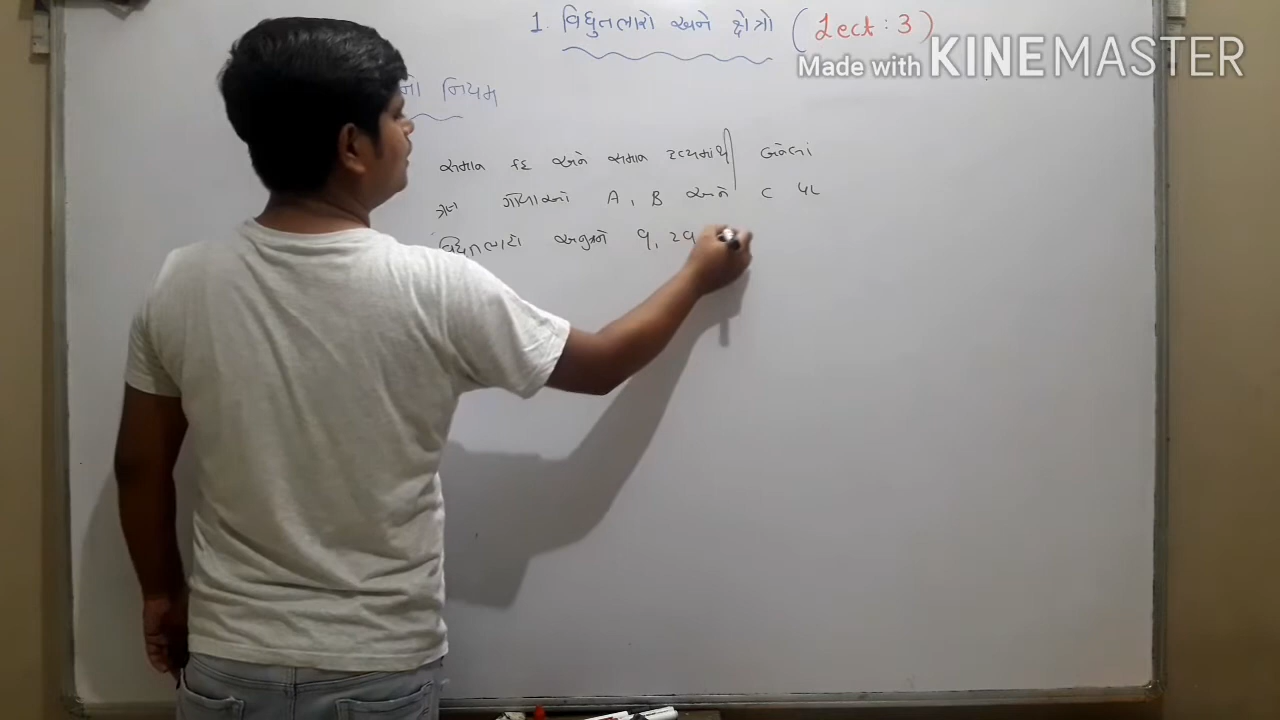 1. વિધુતભારો અને ક્ષેત્રો (Lect: 3)
Made with KINEMASTER
નો નિયમ
સમાન કદ અને સમાન દ્રવ્યમાંથી બનેલાં
ત્રણ ગોળાઓ A, B અને C પર
વિધુતભારો અનુક્રમે q, 2q